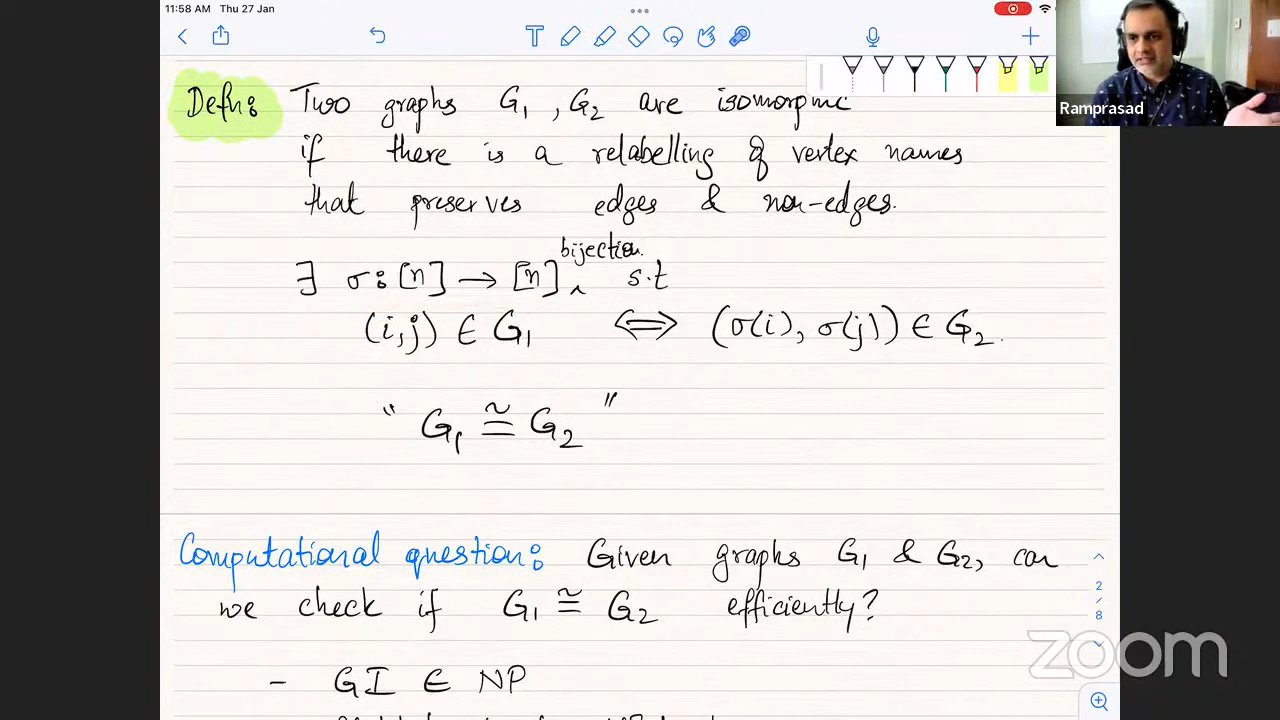 11:58 AM Thu 27 Jan
Ramprasad
Defn: Two graphs G₁, G₂ are isomorphic
if there is a relabelling of vertex names
that preserves edges & non-edges.
bijection
∃ σ: [n] → [n] ‸ s.t
(i,j) ∈ G₁ ⟺ (σ(i), σ(j)) ∈ G₂.
" G₁ ≅ G₂ "
Computational question: Given graphs G₁ & G₂, can
we check if G₁ ≅ G₂ efficiently?
2
/
8
zoom
- GI ∈ NP